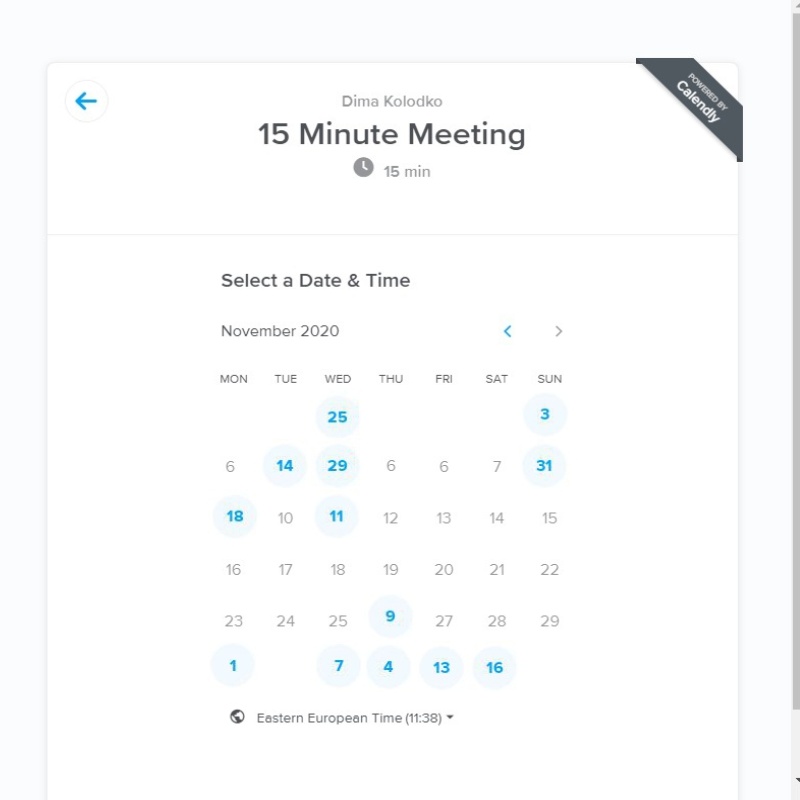 Dima Kolodko
15 Minute Meeting
15 min
POWERED BY
Calendly
Select a Date & Time
November 2020
MON TUE WED THU FRI SAT SUN
25 3
6 14 29 6 6 7 31
18 10 11 12 13 14 15
16 17 18 19 20 21 22
23 24 25 9 27 28 29
1 7 4 13 16
Eastern European Time (11:38)